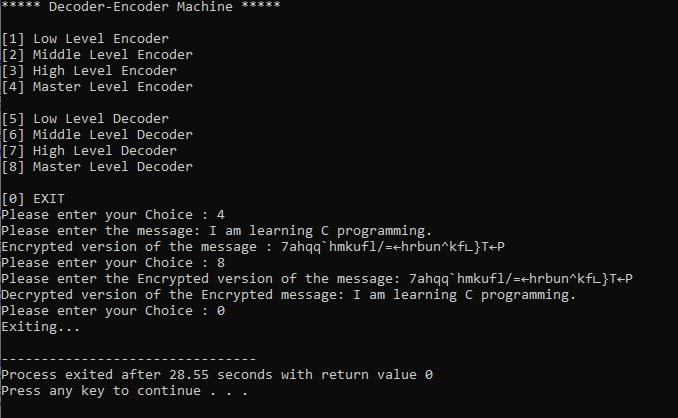 ***** Decoder-Encoder Machine *****
[1] Low Level Encoder
[2] Middle Level Encoder
[3] High Level Encoder
[4] Master Level Encoder
[5] Low Level Decoder
[6] Middle Level Decoder
[7] High Level Decoder
[8] Master Level Decoder
[0] EXIT
Please enter your Choice : 4
Please enter the message: I am learning C programming.
Encrypted version of the message : 7ahqq`hmkufl/=←hrbun^kf∟}T←P
Please enter your Choice : 8
Please enter the Encrypted version of the message: 7ahqq`hmkufl/=←hrbun^kf∟}T←P
Decrypted version of the Encrypted message: I am learning C programming.
Please enter your Choice : 0
Exiting...
--------------------------------
Process exited after 28.55 seconds with return value 0
Press any key to continue . . .